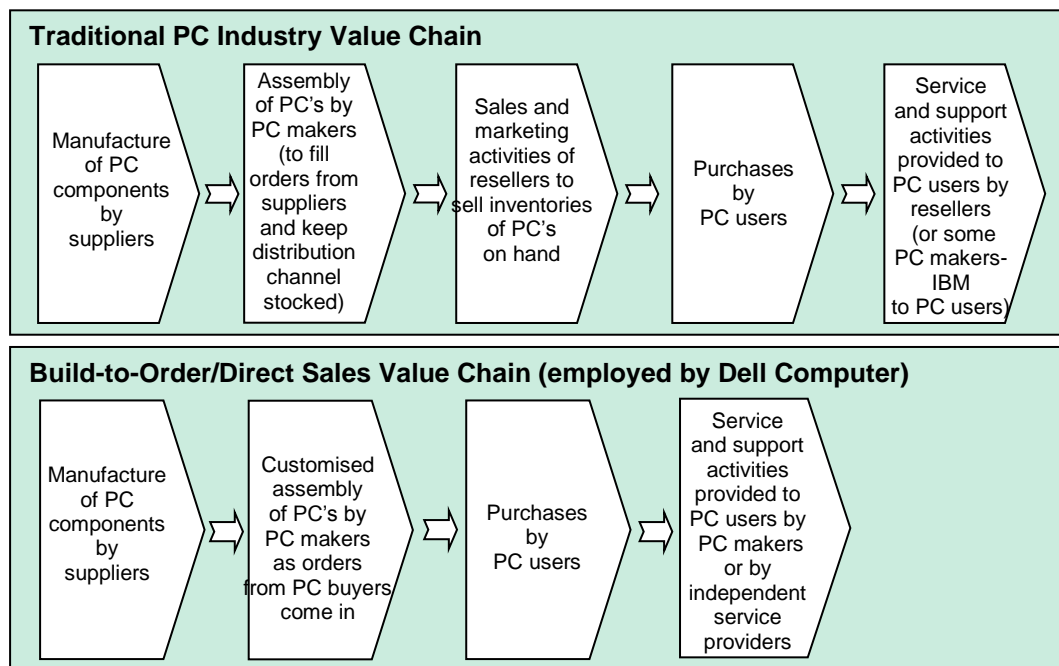 Traditional PC Industry Value Chain
Manufacture
of PC
components
by
suppliers
Assembly
of PC's by
PC makers
(to fill
orders from
suppliers
and keep
distribution
channel
stocked)
Sales and
marketing
activities of
resellers to
sell inventories
of PC's
on hand
Purchases
by
PC users
Service
and support
activities
provided to
PC users by
resellers
(or some
PC makers-
IBM
to PC users)
Build-to-Order/Direct Sales Value Chain (employed by Dell Computer)
Manufacture
of PC
components
by
suppliers
Customised
assembly
of PC's by
PC makers
as orders
from PC buyers
come in
Purchases
by
PC users
Service
and support
activities
provided to
PC users by
PC makers
or by
independent
service
providers